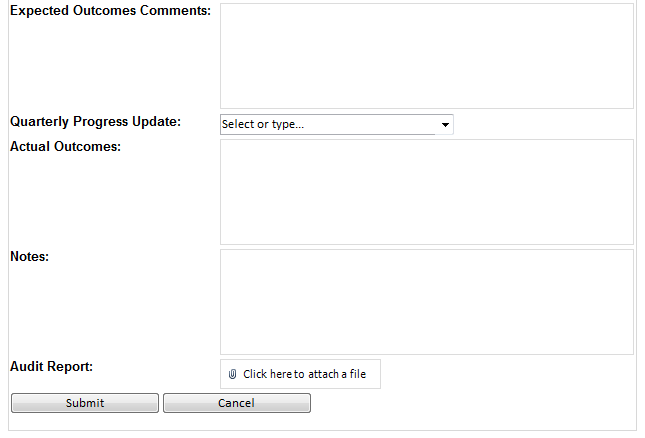 Expected Outcomes Comments:
Quarterly Progress Update: Select or type...
Actual Outcomes:
Notes:
Audit Report: Click here to attach a file
Submit Cancel